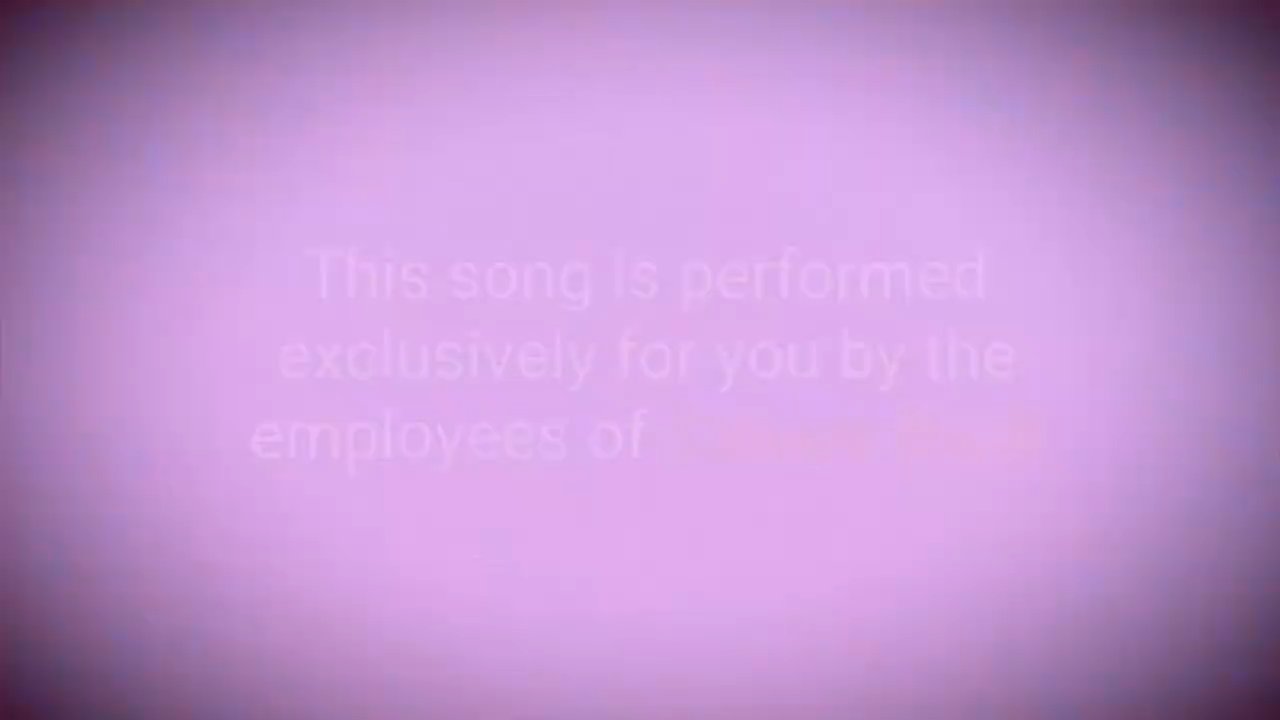 This song is performed
exclusively for you by the
employees of